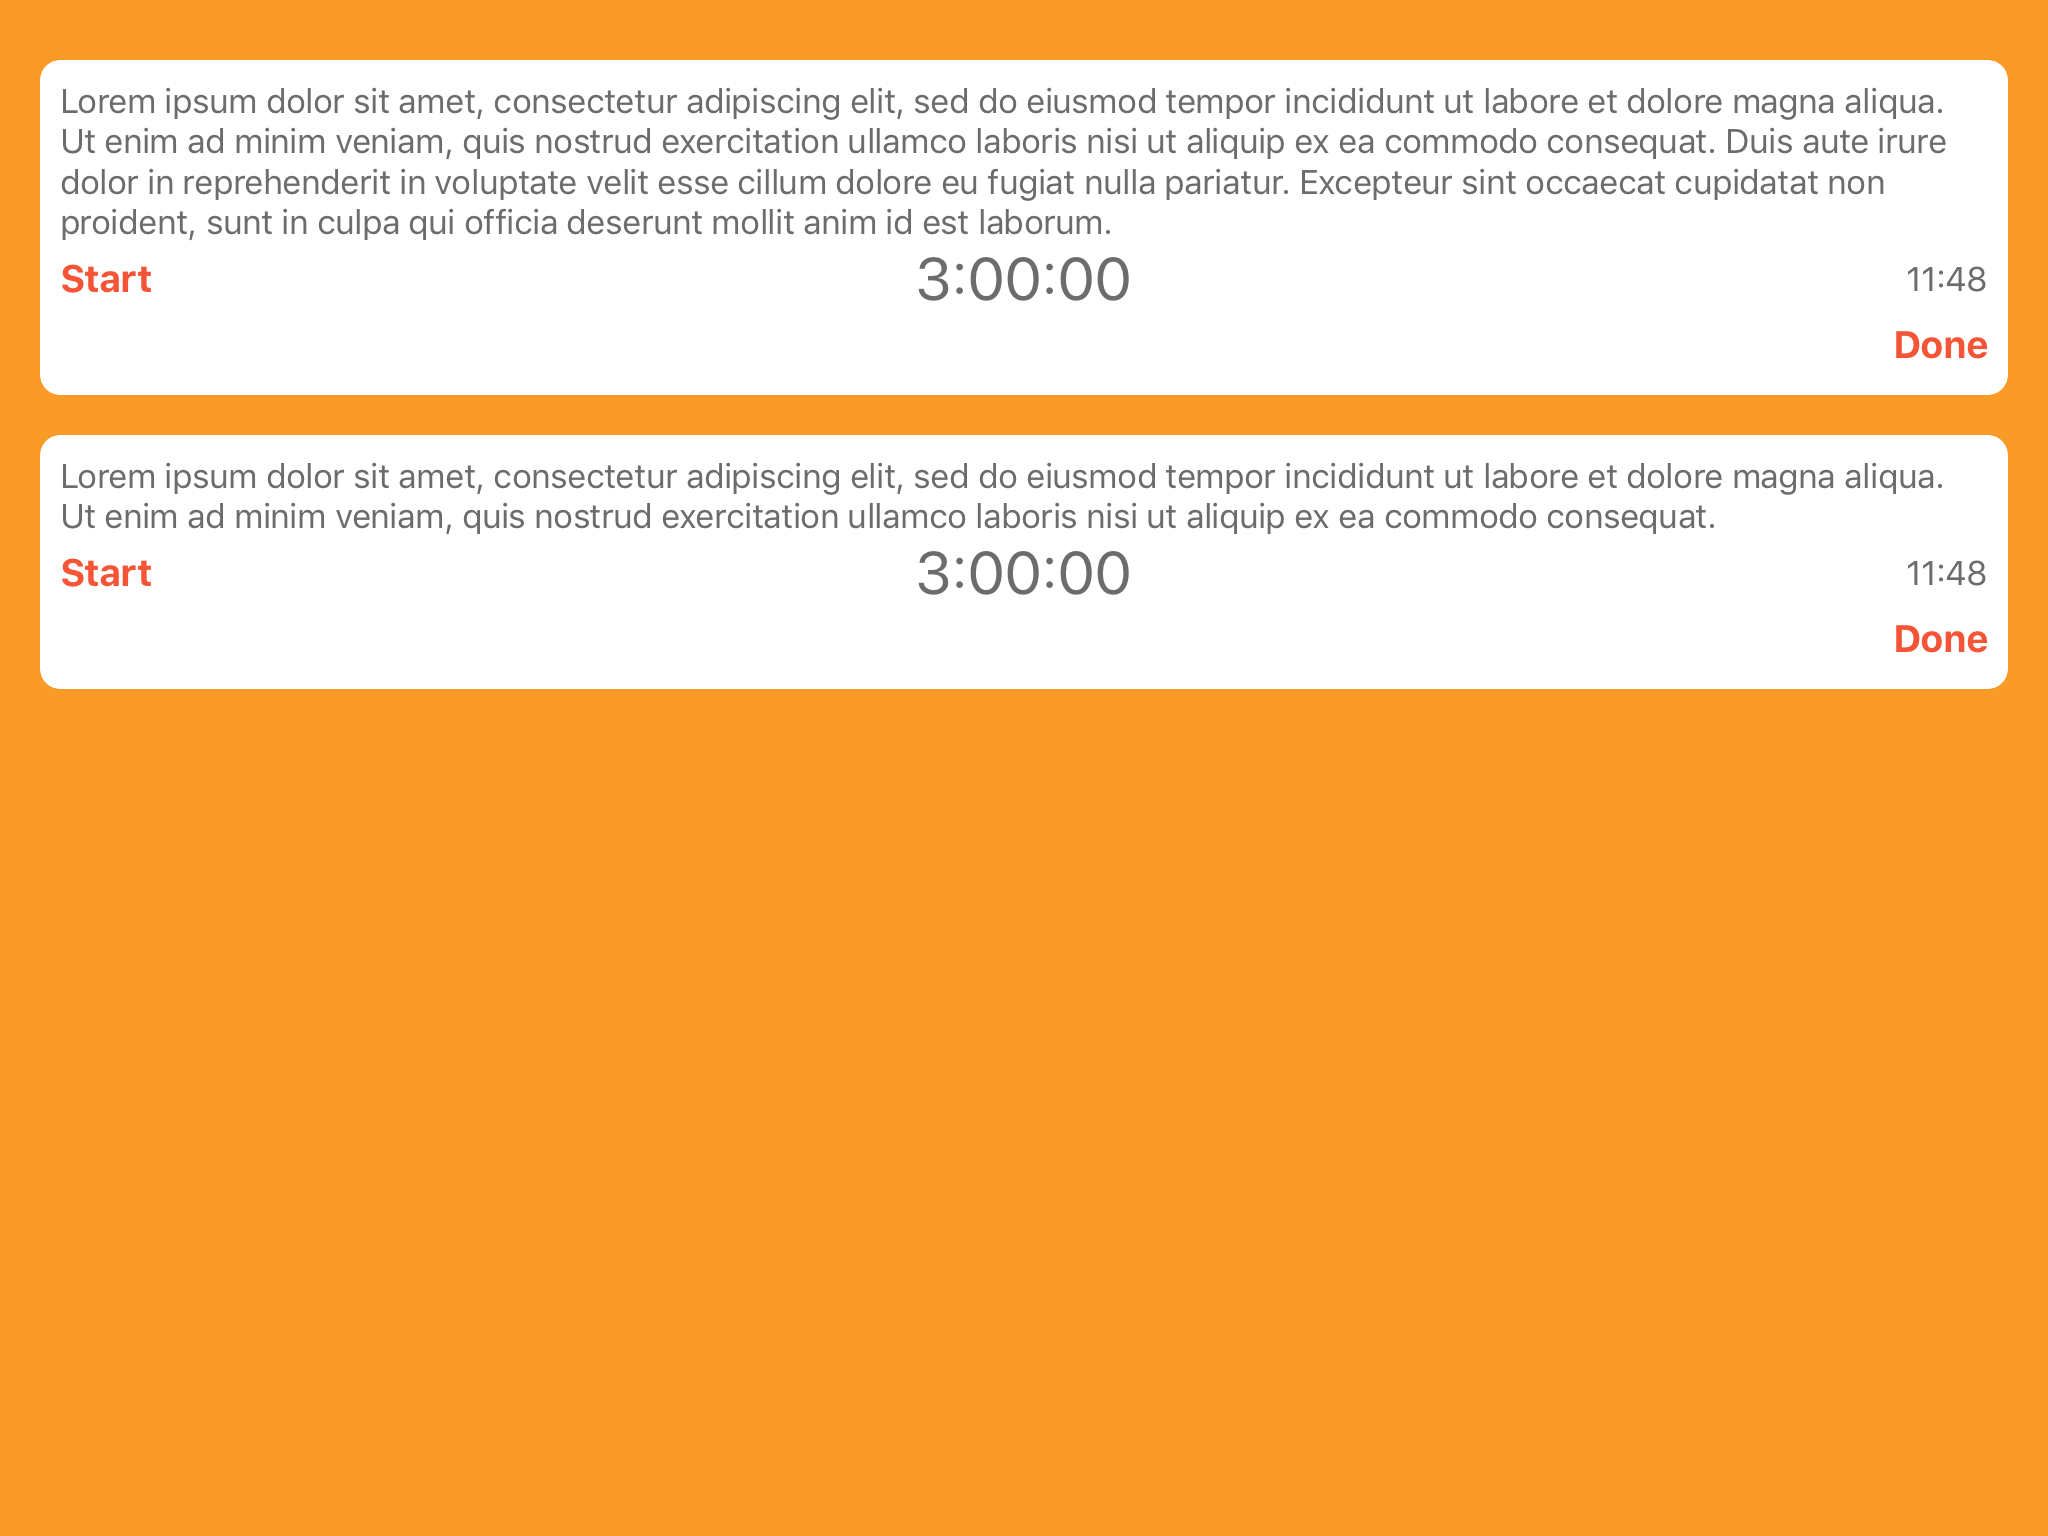 Lorem ipsum dolor sit amet, consectetur adipiscing elit, sed do eiusmod tempor incididunt ut labore et dolore magna aliqua.
Ut enim ad minim veniam, quis nostrud exercitation ullamco laboris nisi ut aliquip ex ea commodo consequat. Duis aute irure
dolor in reprehenderit in voluptate velit esse cillum dolore eu fugiat nulla pariatur. Excepteur sint occaecat cupidatat non
proident, sunt in culpa qui officia deserunt mollit anim id est laborum.
Start 3:00:00 11:48
Done
Lorem ipsum dolor sit amet, consectetur adipiscing elit, sed do eiusmod tempor incididunt ut labore et dolore magna aliqua.
Ut enim ad minim veniam, quis nostrud exercitation ullamco laboris nisi ut aliquip ex ea commodo consequat.
Start 3:00:00 11:48
Done